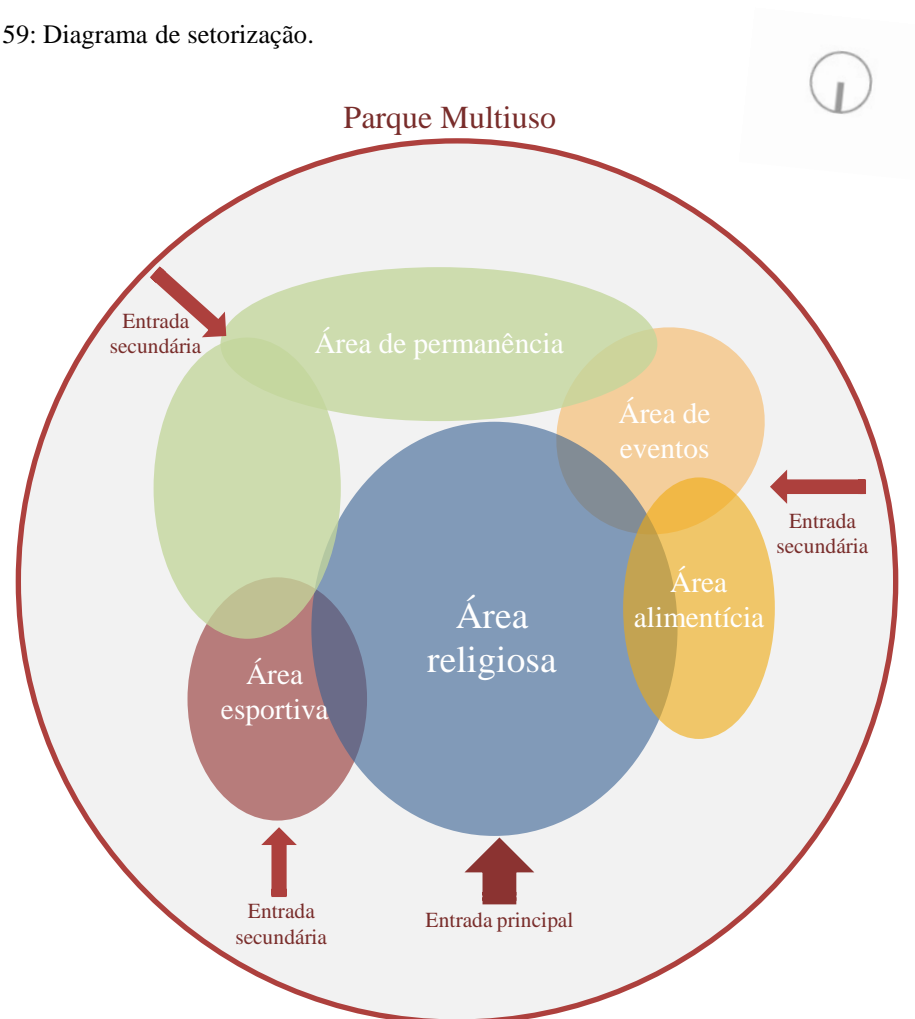 59: Diagrama de setorização.
Parque Multiuso
Entrada
secundária
Área de permanência
Área de
eventos
Entrada
secundária
Área
alimentícia
Área
religiosa
Área
esportiva
Entrada
secundária
Entrada principal